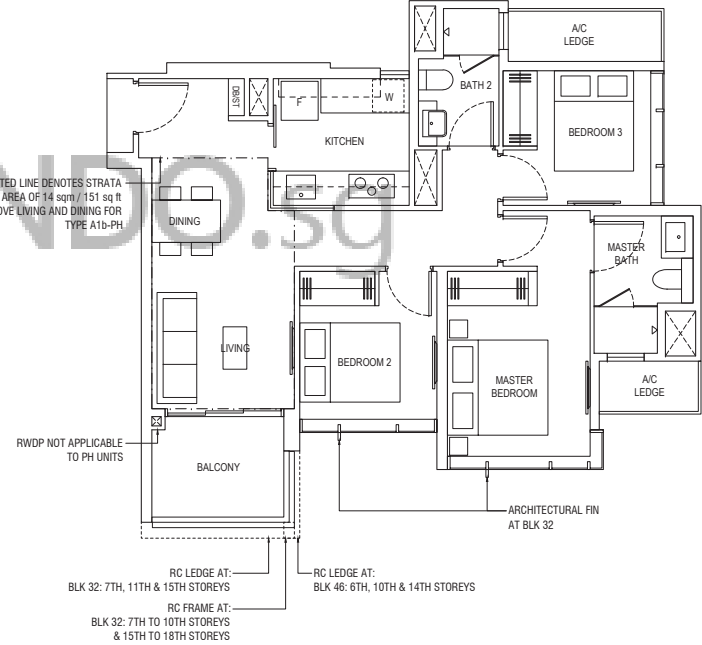 A/C
LEDGE
BATH 2
DB/ST
F
W
KITCHEN
BEDROOM 3
TED LINE DENOTES STRATA
AREA OF 14 sqm / 151 sq ft
OVE LIVING AND DINING FOR
TYPE A1b-PH
NDO.sg
DINING
MASTER
BATH
LIVING
BEDROOM 2
MASTER
BEDROOM
A/C
LEDGE
RWDP NOT APPLICABLE
TO PH UNITS
BALCONY
ARCHITECTURAL FIN
AT BLK 32
RC LEDGE AT:
BLK 32: 7TH, 11TH & 15TH STOREYS
RC LEDGE AT:
BLK 46: 6TH, 10TH & 14TH STOREYS
RC FRAME AT:
BLK 32: 7TH TO 10TH STOREYS
& 15TH TO 18TH STOREYS